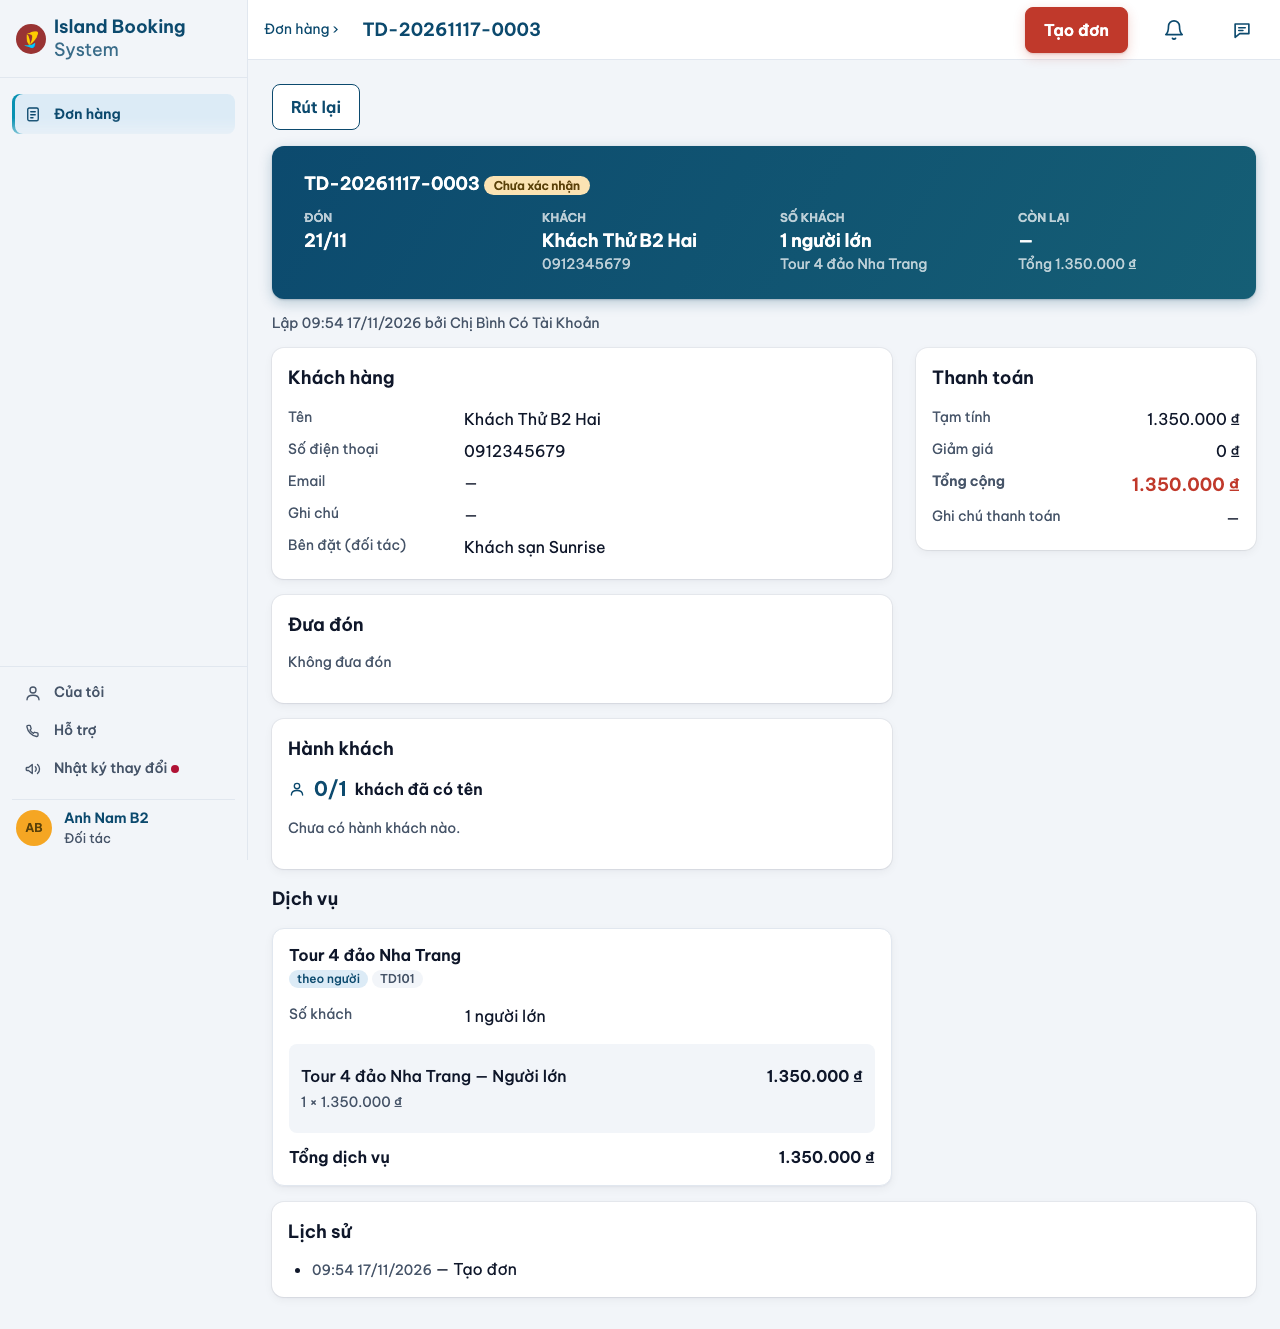 Island Booking
System
Đơn hàng
Của tôi
Hỗ trợ
Nhật ký thay đổi
AB
Anh Nam B2
Đối tác
Đơn hàng ›
TD-20261117-0003
Tạo đơn
Rút lại
TD-20261117-0003 Chưa xác nhận
ĐÓN
21/11
KHÁCH
Khách Thử B2 Hai
0912345679
SỐ KHÁCH
1 người lớn
Tour 4 đảo Nha Trang
CÒN LẠI
—
Tổng 1.350.000 ₫
Lập 09:54 17/11/2026 bởi Chị Bình Có Tài Khoản
Khách hàng
Tên Khách Thử B2 Hai
Số điện thoại 0912345679
Email —
Ghi chú —
Bên đặt (đối tác) Khách sạn Sunrise
Đưa đón
Không đưa đón
Hành khách
0/1 khách đã có tên
Chưa có hành khách nào.
Dịch vụ
Tour 4 đảo Nha Trang
theo người TD101
Số khách 1 người lớn
Tour 4 đảo Nha Trang — Người lớn 1.350.000 ₫
1 × 1.350.000 ₫
Tổng dịch vụ 1.350.000 ₫
Thanh toán
Tạm tính 1.350.000 ₫
Giảm giá 0 ₫
Tổng cộng 1.350.000 ₫
Ghi chú thanh toán —
Lịch sử
• 09:54 17/11/2026 — Tạo đơn